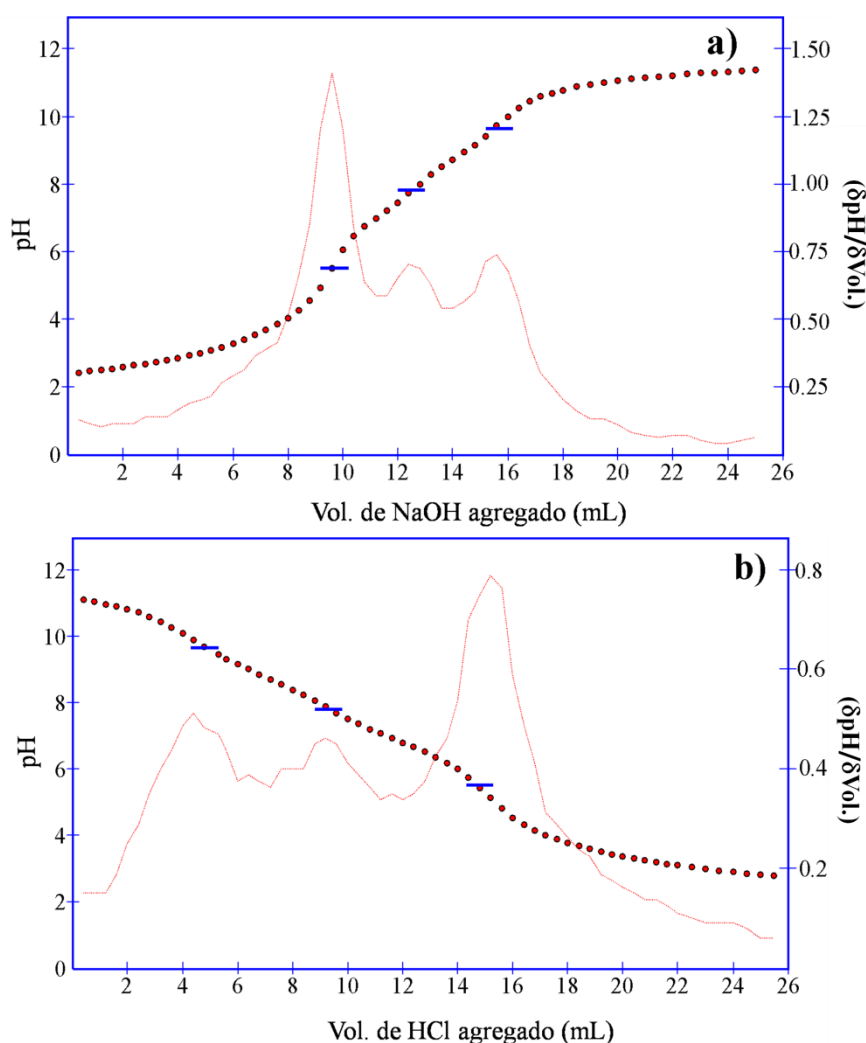 a)
12
10
8
6
4
2
0
pH
1.50
1.25
1.00
0.75
0.50
0.25
(δpH/δVol.)
2 4 6 8 10 12 14 16 18 20 22 24 26
Vol. de NaOH agregado (mL)
b)
12
10
8
6
4
2
0
pH
0.8
0.6
0.4
0.2
(δpH/δVol.)
2 4 6 8 10 12 14 16 18 20 22 24 26
Vol. de HCl agregado (mL)